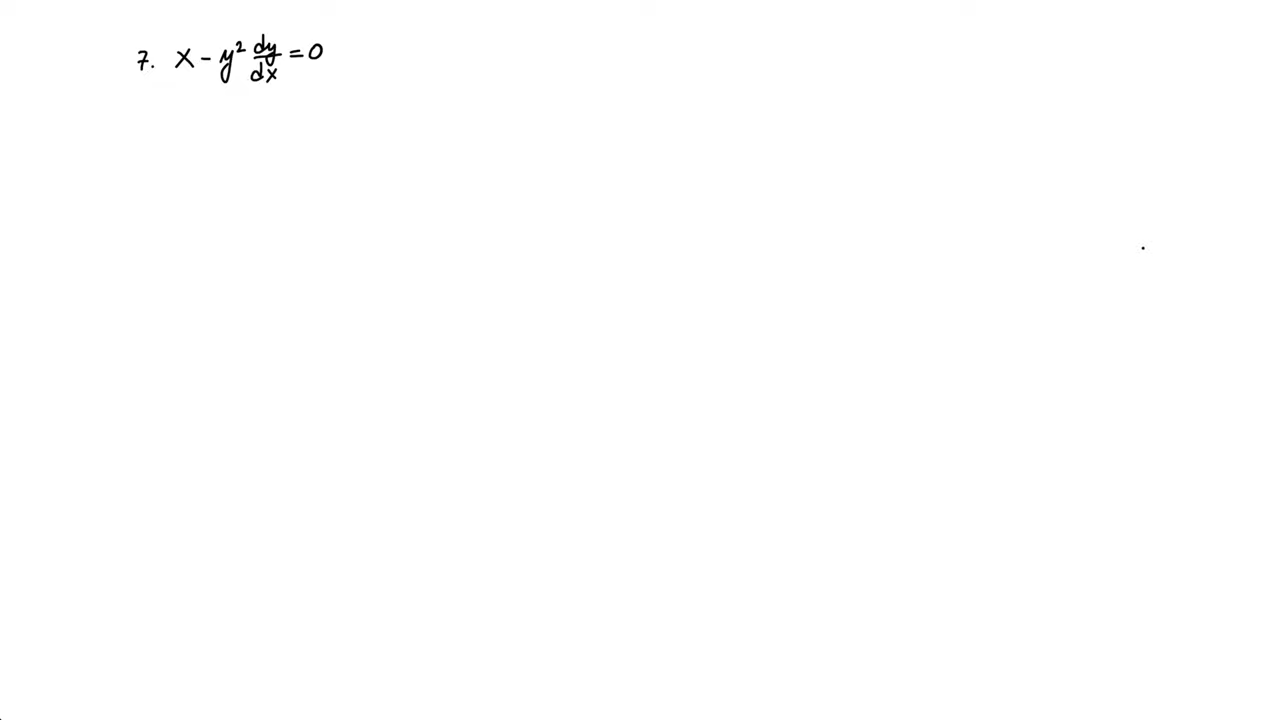 7. x - y² dy/dx = 0